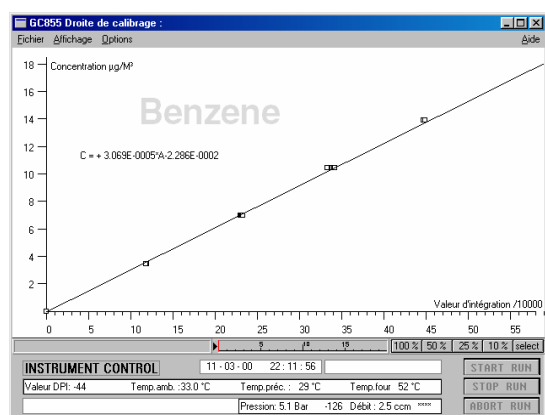 GC855 Droite de calibrage :
Fichier Affichage Options Aide
18 Concentration µg/M³
16
Benzene
14
12
C = + 3.069E-0005*A-2.286E-0002
10
8
6
4
2
Valeur d'intégration /10000
0 5 10 15 20 25 30 35 40 45 50 55
5 10 15 100 % 50 % 25 % 10 % select
INSTRUMENT CONTROL 11 - 03 - 00 22 : 11 : 56 START RUN
Valeur DPI: -44 Temp.amb. :33.0 °C Temp.préc. : 29 °C Temp.four 52 °C STOP RUN
Pression: 5.1 Bar -126 Débit : 2.5 ccm **** ABORT RUN